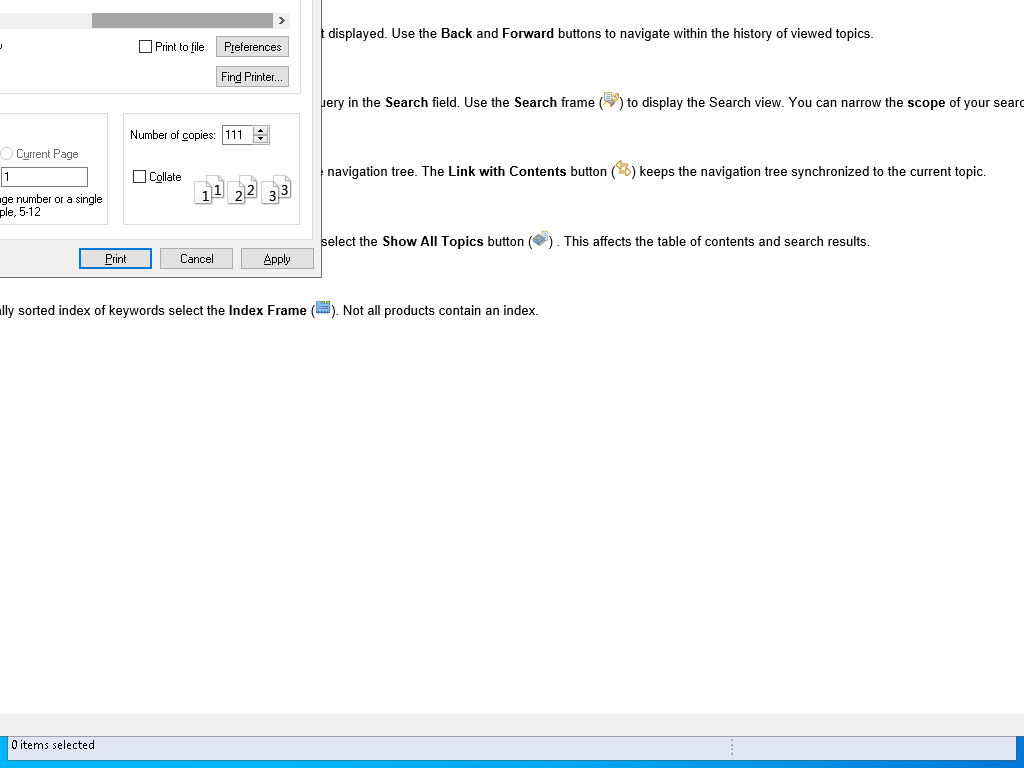 t displayed. Use the Back and Forward buttons to navigate within the history of viewed topics.
Print to file
Preferences
Find Printer...
uery in the Search field. Use the Search frame () to display the Search view. You can narrow the scope of your searc
Number of copies: 111
Current Page
1
Collate
1 1 2 2 3 3
ge number or a single
ple, 5-12
navigation tree. The Link with Contents button () keeps the navigation tree synchronized to the current topic.
select the Show All Topics button () . This affects the table of contents and search results.
Print
Cancel
Apply
lly sorted index of keywords select the Index Frame (). Not all products contain an index.
0 items selected